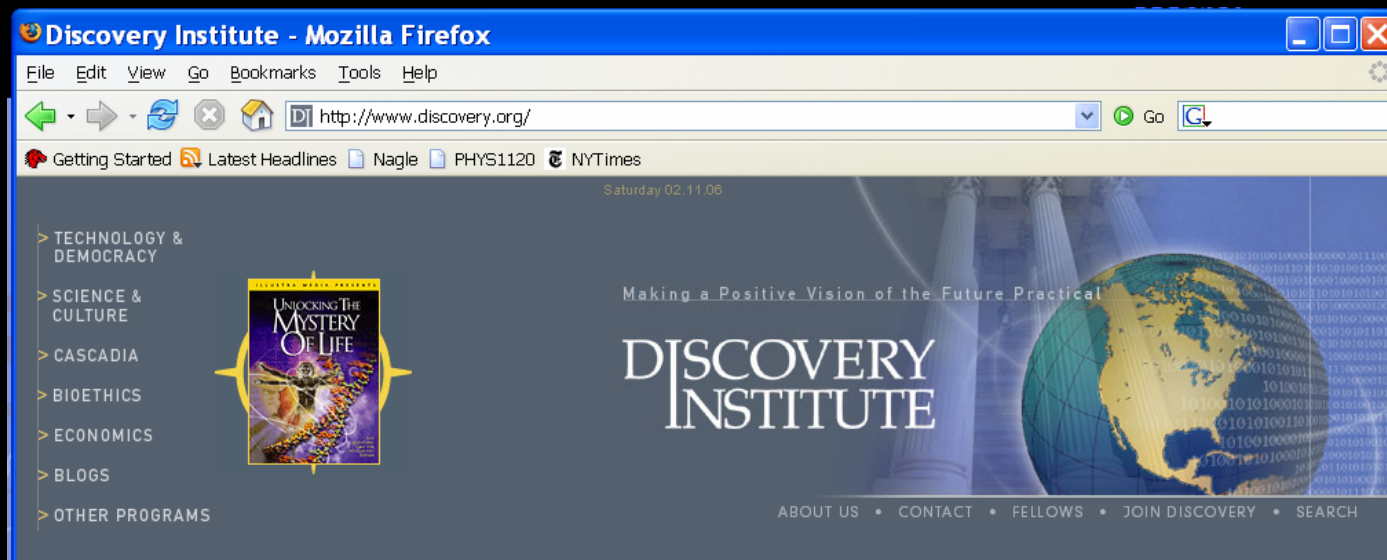 Discovery Institute - Mozilla Firefox
File Edit View Go Bookmarks Tools Help
DI http://www.discovery.org/ Go G
Getting Started Latest Headlines Nagle PHYS1120 NYTimes
Saturday 02.11.06
> TECHNOLOGY &
DEMOCRACY
> SCIENCE &
CULTURE
> CASCADIA
> BIOETHICS
> ECONOMICS
> BLOGS
> OTHER PROGRAMS
ILLUSTRA MEDIA PRESENTS
UNLOCKING THE
MYSTERY
OF LIFE
Making a Positive Vision of the Future Practical
DISCOVERY
INSTITUTE
ABOUT US • CONTACT • FELLOWS • JOIN DISCOVERY • SEARCH